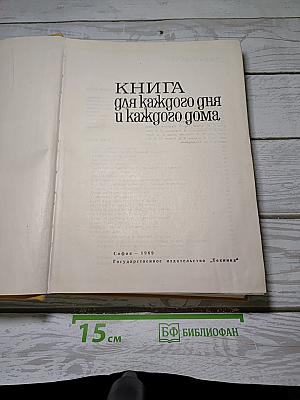 КНИГА
для каждого дня
и каждого дома
София — 1969
Государственное издательство „Техника“
15 см
БФ БИБЛИОФАН